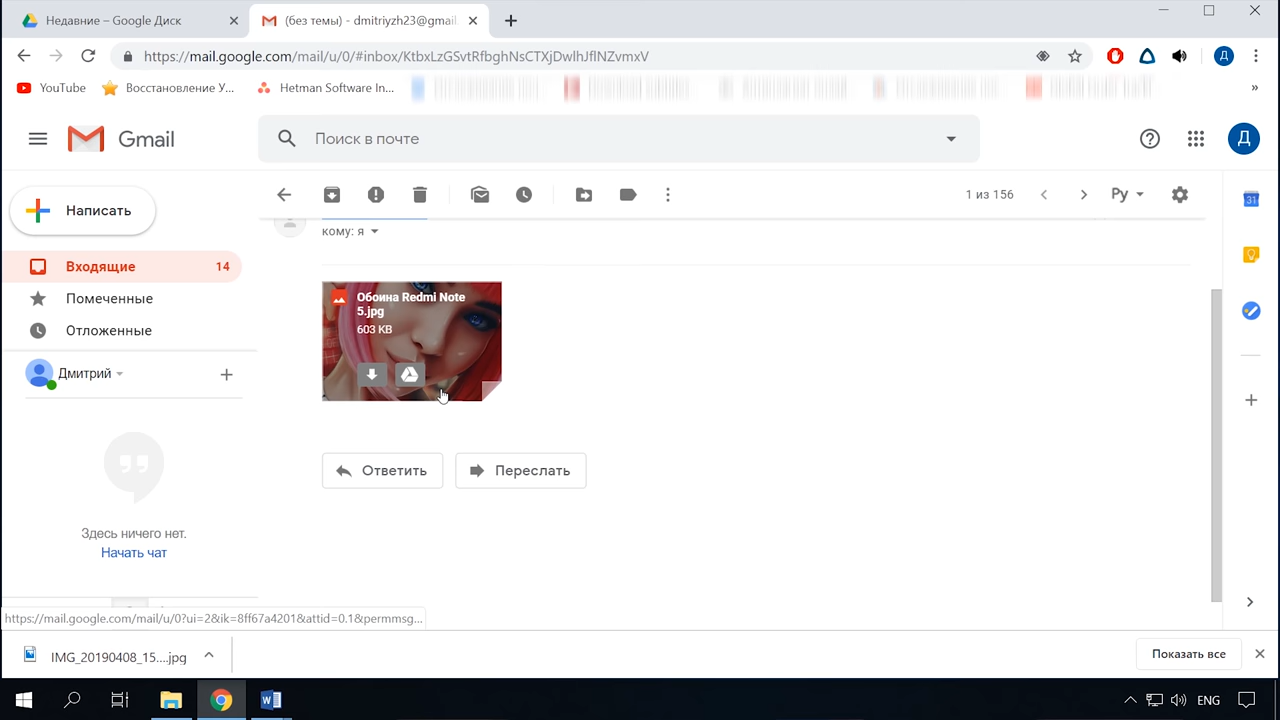 Недавние – Google Диск
(без темы) - dmitriyzh23@gmail.
https://mail.google.com/mail/u/0/#inbox/KtbxLzGSvtRfbghNsCTXjDwlhJflNZvmxV
Д
YouTube
Восстановление У...
Hetman Software In...
»
Gmail
Поиск в почте
Д
Написать
1 из 156
Ру
31
Входящие
14
кому: я
Помеченные
Обоина Redmi Note
5.jpg
603 KB
Отложенные
Дмитрий
Ответить
Переслать
Здесь ничего нет.
Начать чат
https://mail.google.com/mail/u/0?ui=2&ik=8ff67a4201&attid=0.1&permmsg...
IMG_20190408_15....jpg
Показать все
ENG